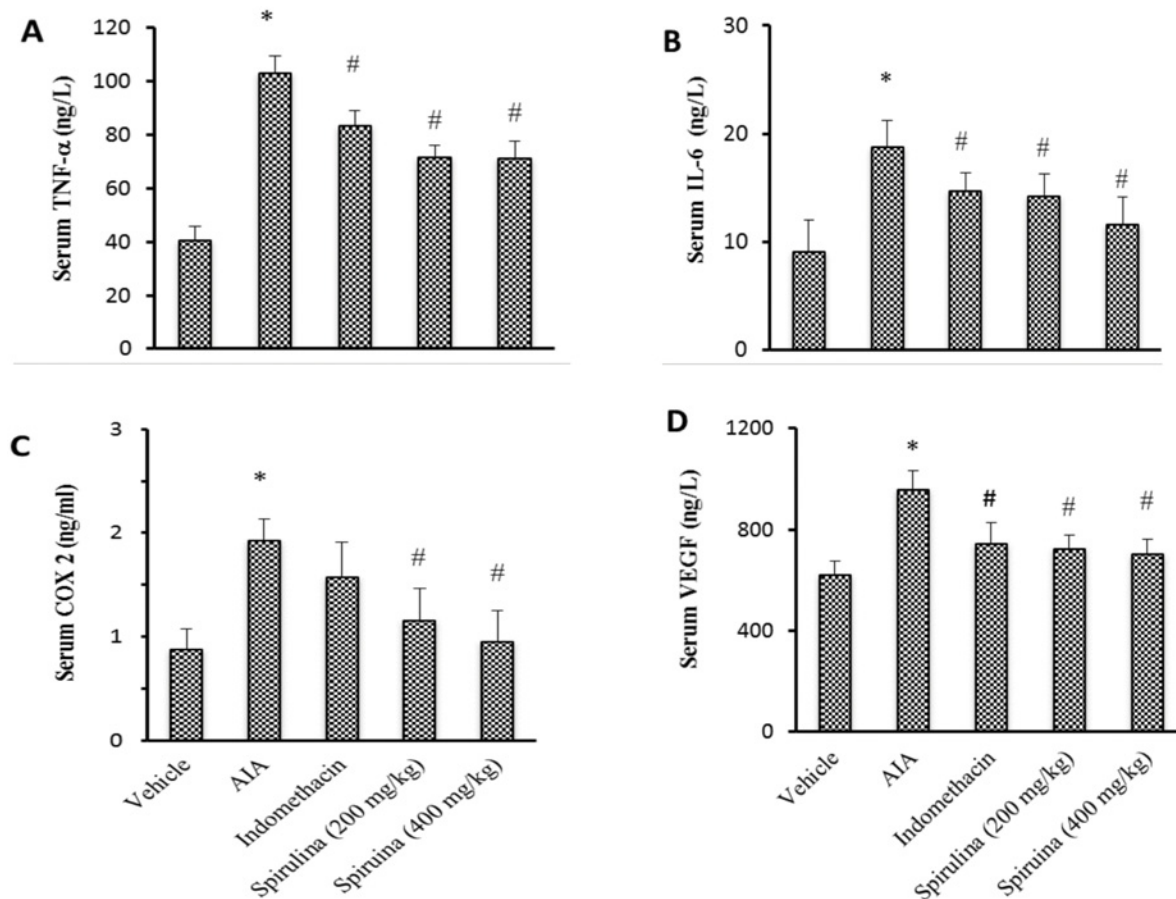 A
Serum TNF-α (ng/L)
120
100
80
60
40
20
0
*
#
#
#
B
Serum IL-6 (ng/L)
30
20
10
0
*
#
#
#
C
Serum COX 2 (ng/ml)
3
2
1
0
*
#
#
Vehicle
AIA
Indomethacin
Spirulina (200 mg/kg)
Spiruina (400 mg/kg)
D
Serum VEGF (ng/L)
1200
800
400
0
*
#
#
#
Vehicle
AIA
Indomethacin
Spirulina (200 mg/kg)
Spiruina (400 mg/kg)